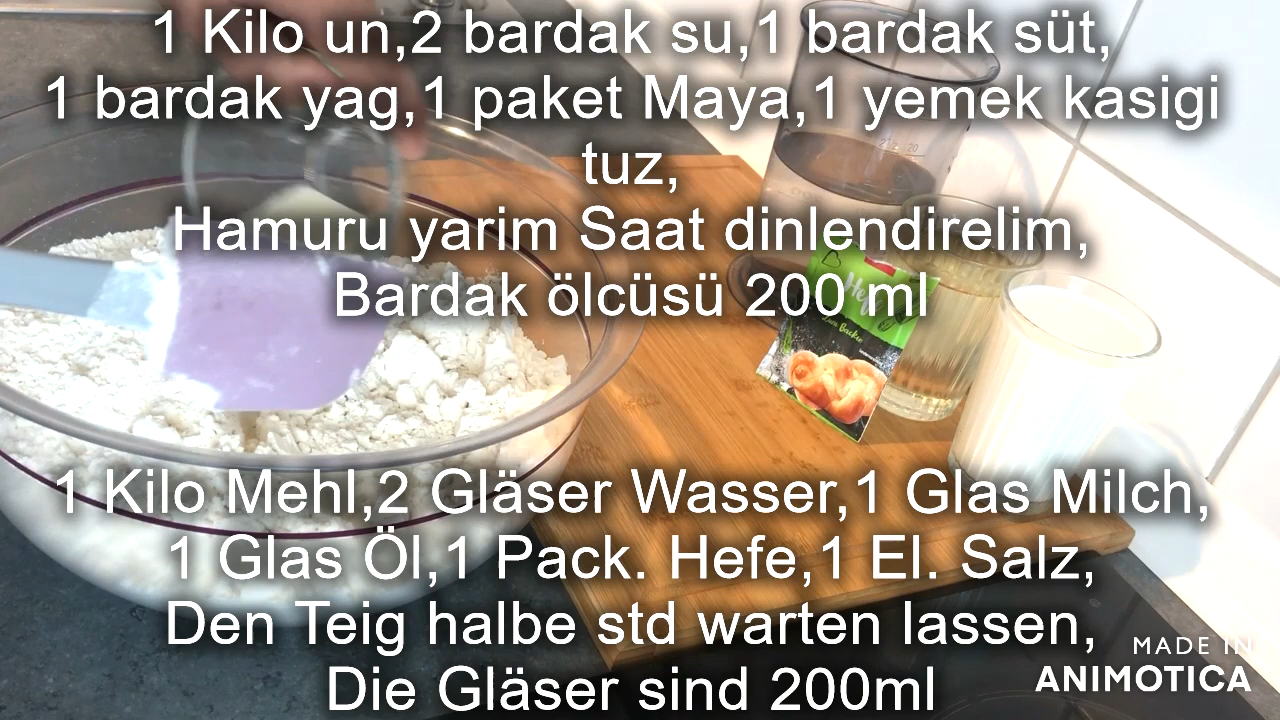 1 Kilo un,2 bardak su,1 bardak süt,
1 bardak yag,1 paket Maya,1 yemek kasigi
tuz,
Hamuru yarim Saat dinlendirelim,
Bardak ölcüsü 200 ml
1 Kilo Mehl,2 Gläser Wasser,1 Glas Milch,
1 Glas Öl,1 Pack. Hefe,1 El. Salz,
Den Teig halbe std warten lassen,
Die Gläser sind 200ml
MADE IN
ANIMOTICA